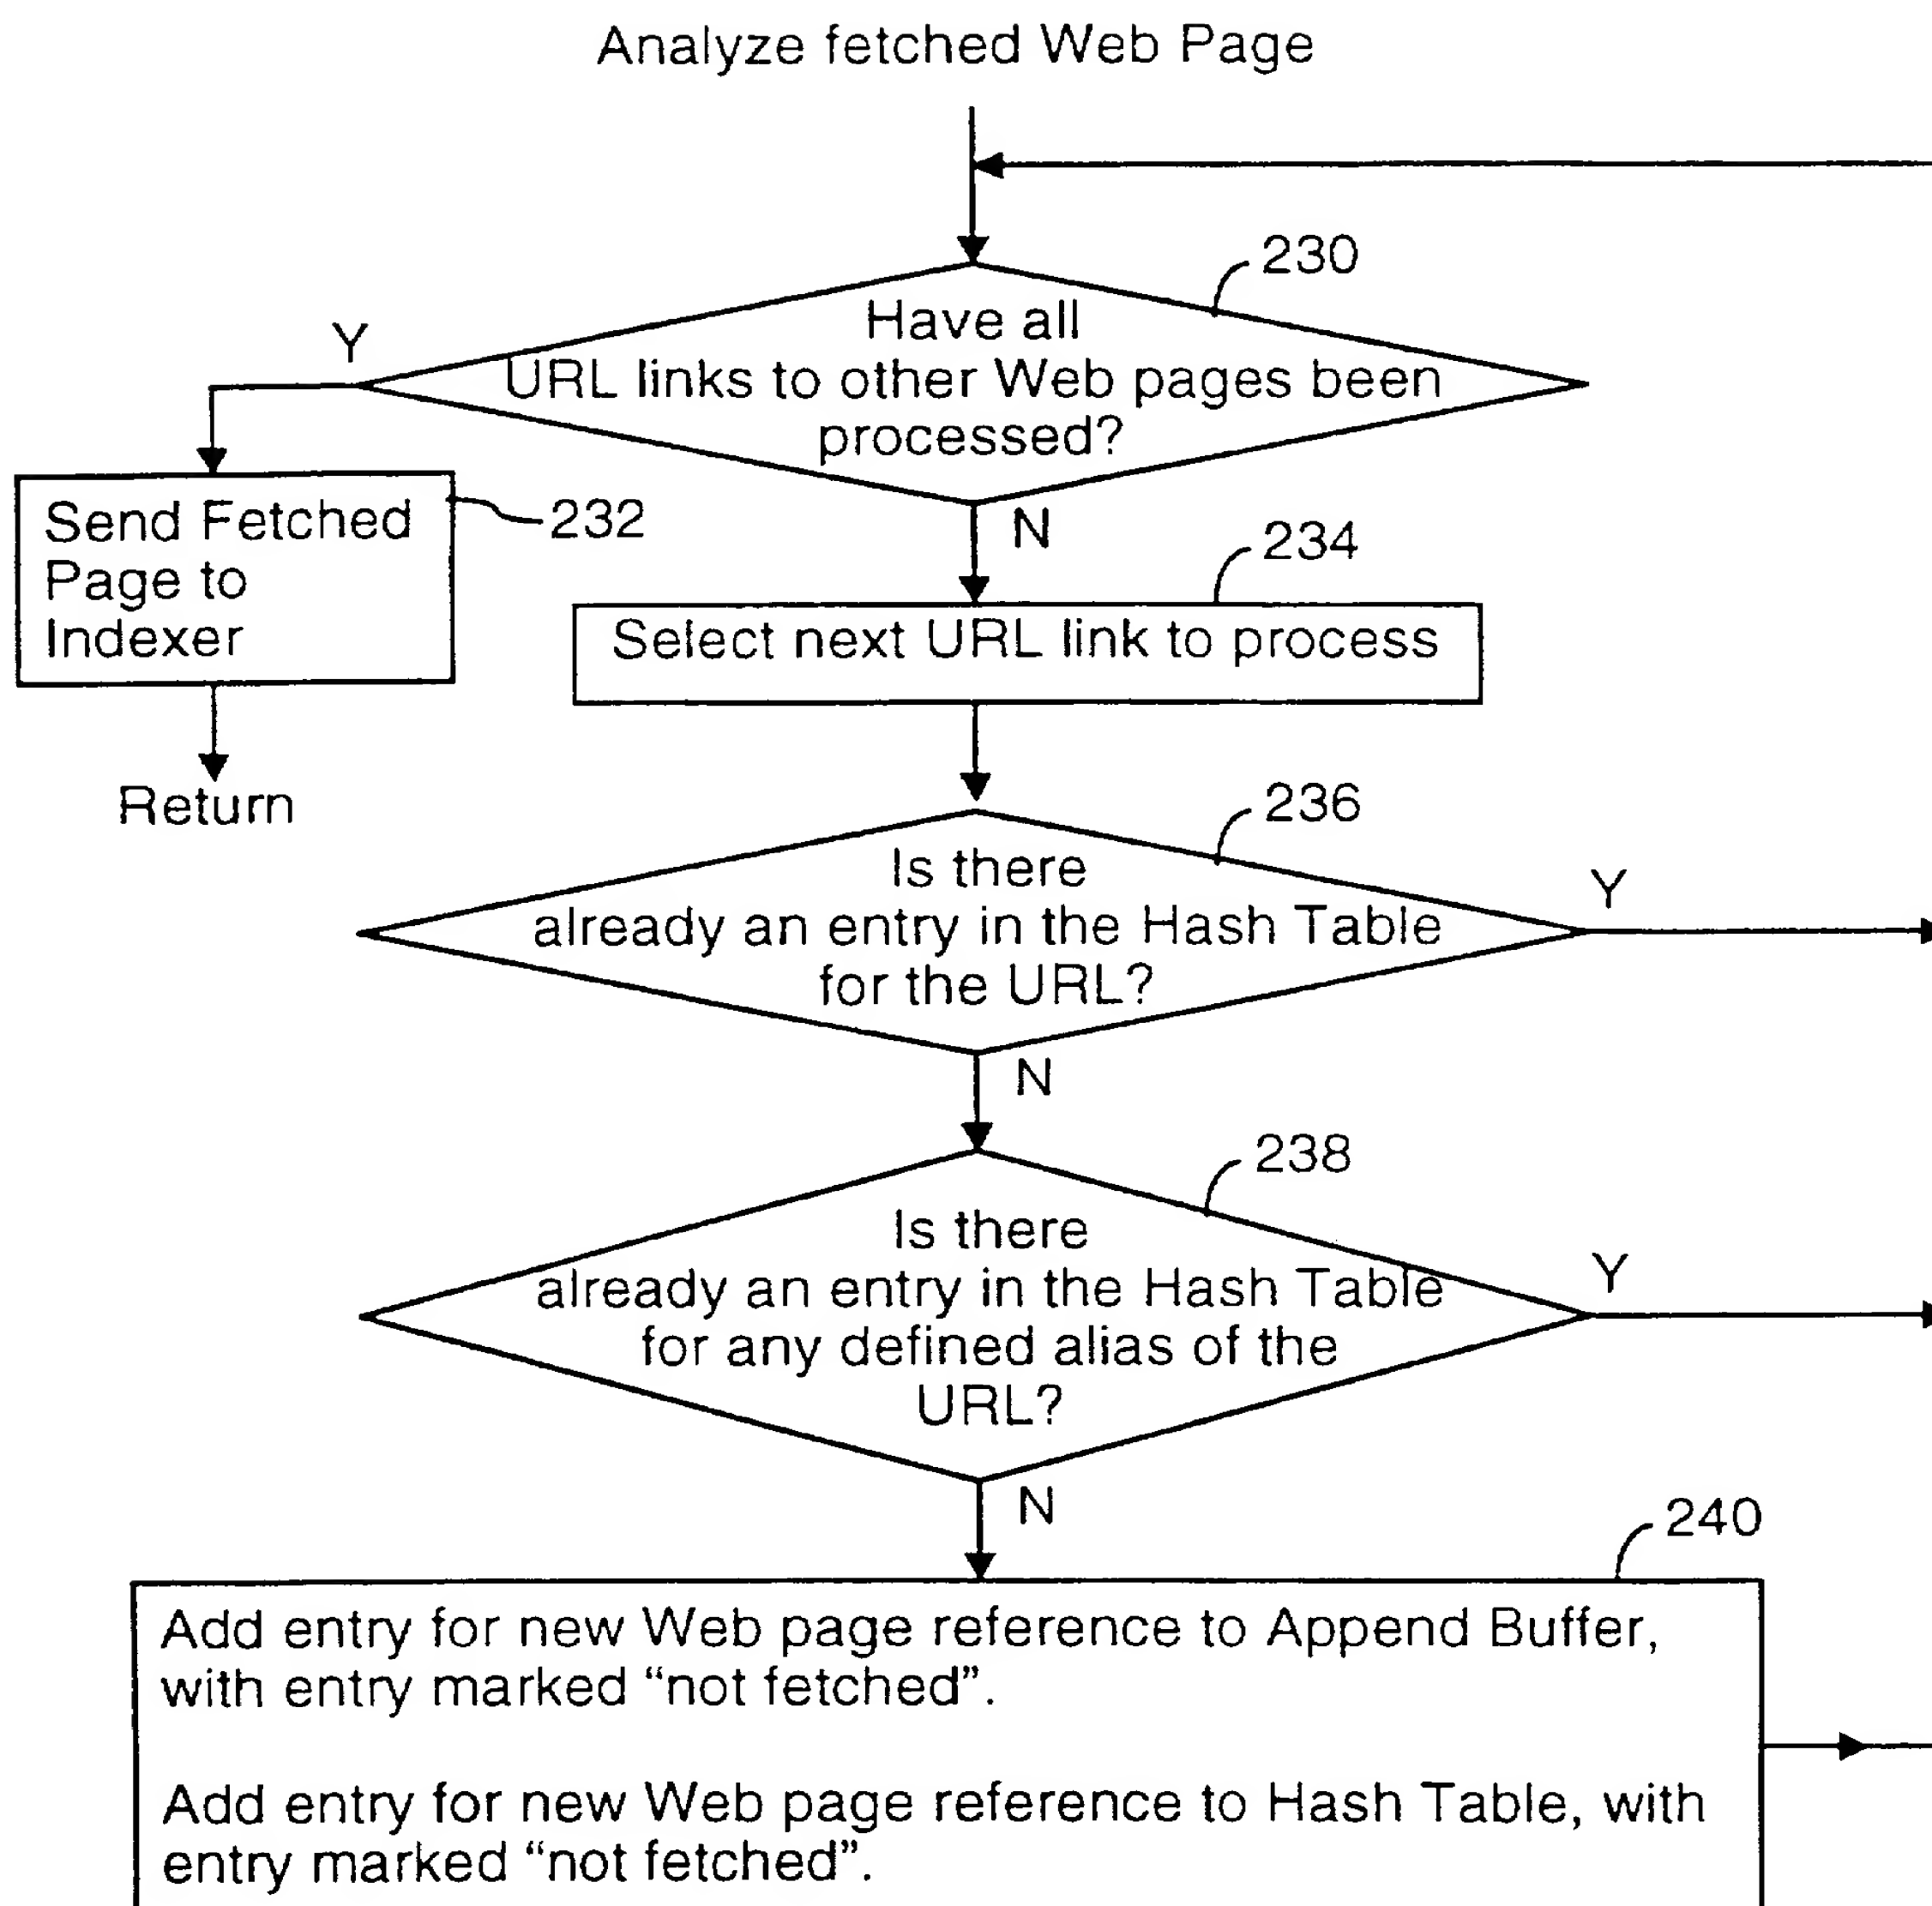 Analyze fetched Web Page
230
Have all
URL links to other Web pages been
processed?
Y
N
Send Fetched
Page to
Indexer
232
Return
234
Select next URL link to process
236
Is there
already an entry in the Hash Table
for the URL?
Y
N
238
Is there
already an entry in the Hash Table
for any defined alias of the
URL?
Y
N
240
Add entry for new Web page reference to Append Buffer,
with entry marked “not fetched”.
Add entry for new Web page reference to Hash Table, with
entry marked “not fetched”.